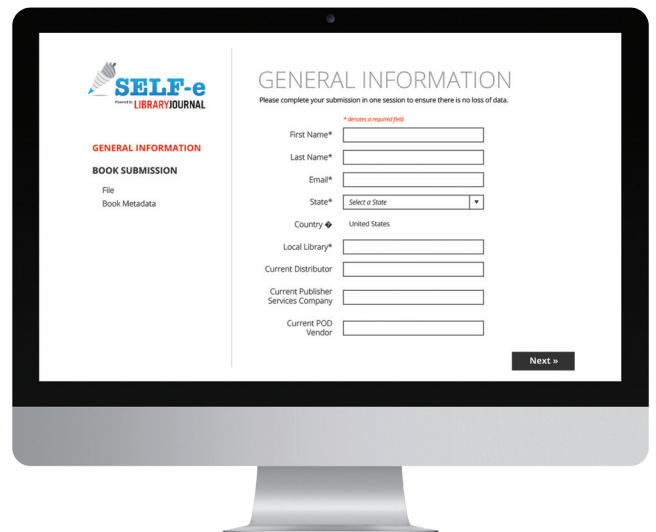 SELF-e
Powered by LIBRARYJOURNAL
GENERAL INFORMATION
BOOK SUBMISSION
File
Book Metadata
GENERAL INFORMATION
Please complete your submission in one session to ensure there is no loss of data.
* denotes a required field.
First Name*
Last Name*
Email*
State* Select a State
Country � United States
Local Library*
Current Distributor
Current Publisher
Services Company
Current POD
Vendor
Next »